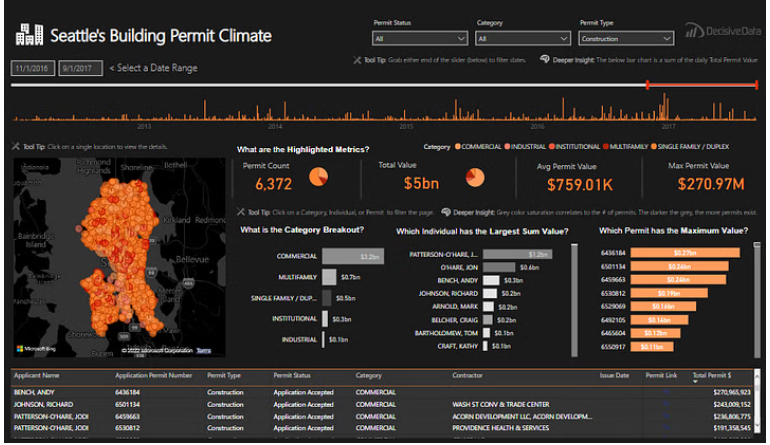 Seattle's Building Permit Climate
Permit Status
Category
Permit Type
All
All
Construction
DecisiveData
11/1/2016
9/1/2017
< Select a Date Range
Tool Tip: Grab either end of the slider (below) to filter dates.
Deeper Insight: The below bar chart is a sum of the daily Total Permit Value
2013
2014
2015
2016
2017
Tool Tip: Click on a single location to view the details.
What are the Highlighted Metrics?
Category
COMMERCIAL
INDUSTRIAL
INSTITUTIONAL
MULTIFAMILY
SINGLE FAMILY / DUPLEX
Permit Count
6,372
Total Value
$5bn
Avg Permit Value
$759.01K
Max Permit Value
$270.97M
Richmond
Highlands
Shoreline
Bothell
Kirkland
Redmond
Bainbridge
Island
Bellevue
Microsoft Bing
© 2022 Microsoft Corporation
Terms
Tool Tip: Click on a Category, Individual, or Permit to filter the page.
Deeper Insight: Grey color saturation correlates to the # of permits. The darker the grey, the more permits exist.
What is the Category Breakout?
COMMERCIAL
$3.2bn
MULTIFAMILY
$0.7bn
SINGLE FAMILY / DUP...
$0.5bn
INSTITUTIONAL
$0.3bn
INDUSTRIAL
$0.1bn
Which Individual has the Largest Sum Value?
PATTERSON-O'HARE, J...
$1.2bn
O'HARE, JON
$0.6bn
BENCH, ANDY
$0.3bn
JOHNSON, RICHARD
$0.2bn
ARNOLD, MARK
$0.2bn
BELCHER, CRAIG
$0.2bn
BARTHOLOMEW, TOM
$0.1bn
CRAFT, KATHY
$0.1bn
Which Permit has the Maximum Value?
6436184
$0.27bn
6501134
$0.24bn
6459663
$0.24bn
6530812
$0.19bn
6529069
$0.16bn
6492105
$0.14bn
6465604
$0.12bn
6550917
$0.11bn
Applicant Name
Application Permit Number
Permit Type
Permit Status
Category
Contractor
Issue Date
Permit Link
Total Permit $
BENCH, ANDY
6436184
Construction
Application Accepted
COMMERCIAL
$270,965,923
JOHNSON, RICHARD
6501134
Construction
Application Accepted
COMMERCIAL
WASH ST CONV & TRADE CENTER
$243,009,152
PATTERSON-O'HARE, JODI
6459663
Construction
Application Accepted
COMMERCIAL
ACORN DEVELOPMENT LLC, ACORN DEVELOPM...
$236,806,775
PATTERSON-O'HARE, JODI
6530812
Construction
Application Accepted
COMMERCIAL
PROVIDENCE HEALTH & SERVICES
$191,358,545